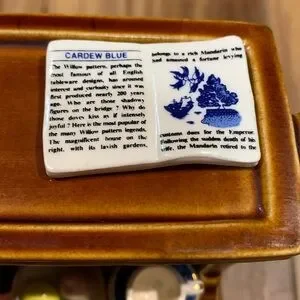 CARDEW BLUE
The Willow pattern, perhaps the
most famous of all English
tableware designs, has aroused
interest and curiosity since it was
first produced nearly 200 years
ago. Who are those shadowy
figures on the bridge? Why do
those doves kiss as if intensely
joyful? Here is the most popular of
the many Willow pattern legends.
The magnificent house on the
right, with its lavish gardens,
belongs to a rich Mandarin who
had amassed a fortune levying
customs dues for the Emperor.
Following the sudden death of his
wife, the Mandarin retired to the